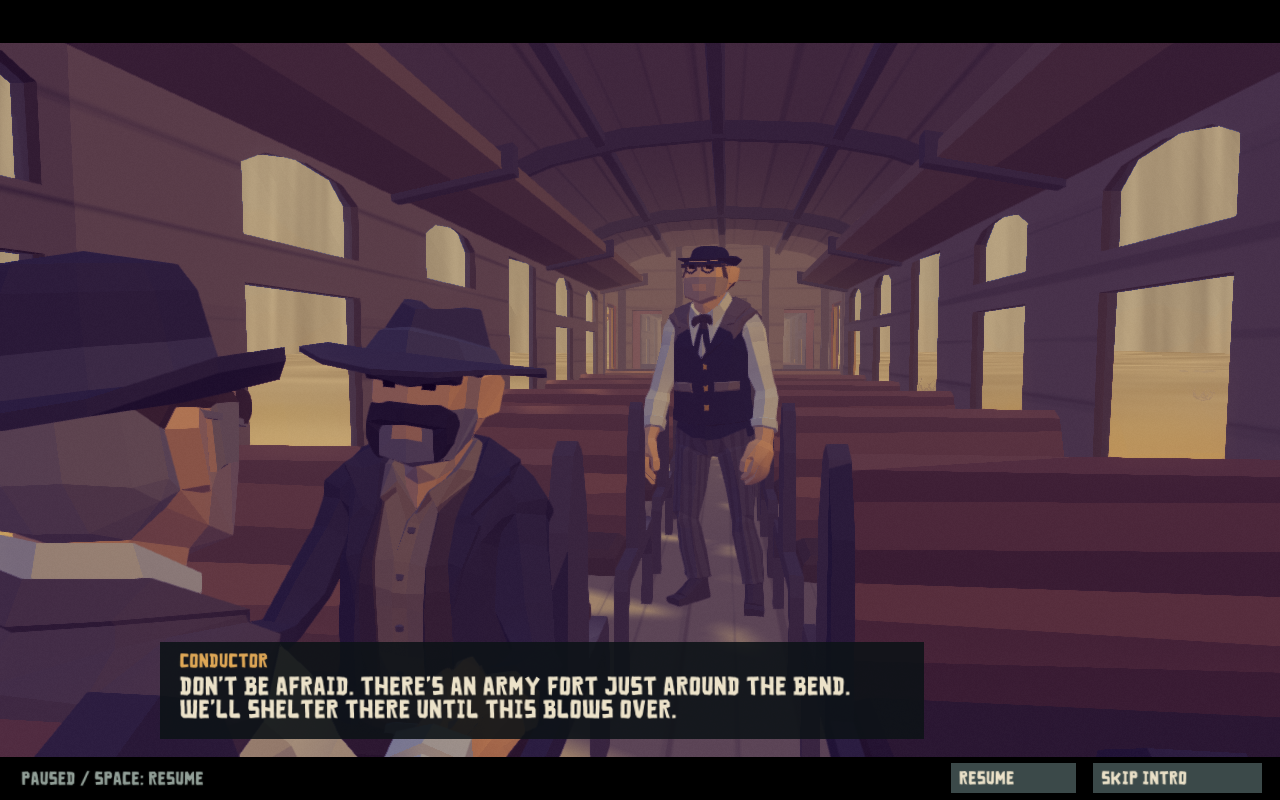 CONDUCTOR
DON'T BE AFRAID. THERE'S AN ARMY FORT JUST AROUND THE BEND.
WE'LL SHELTER THERE UNTIL THIS BLOWS OVER.
PAUSED / SPACE: RESUME
RESUME
SKIP INTRO